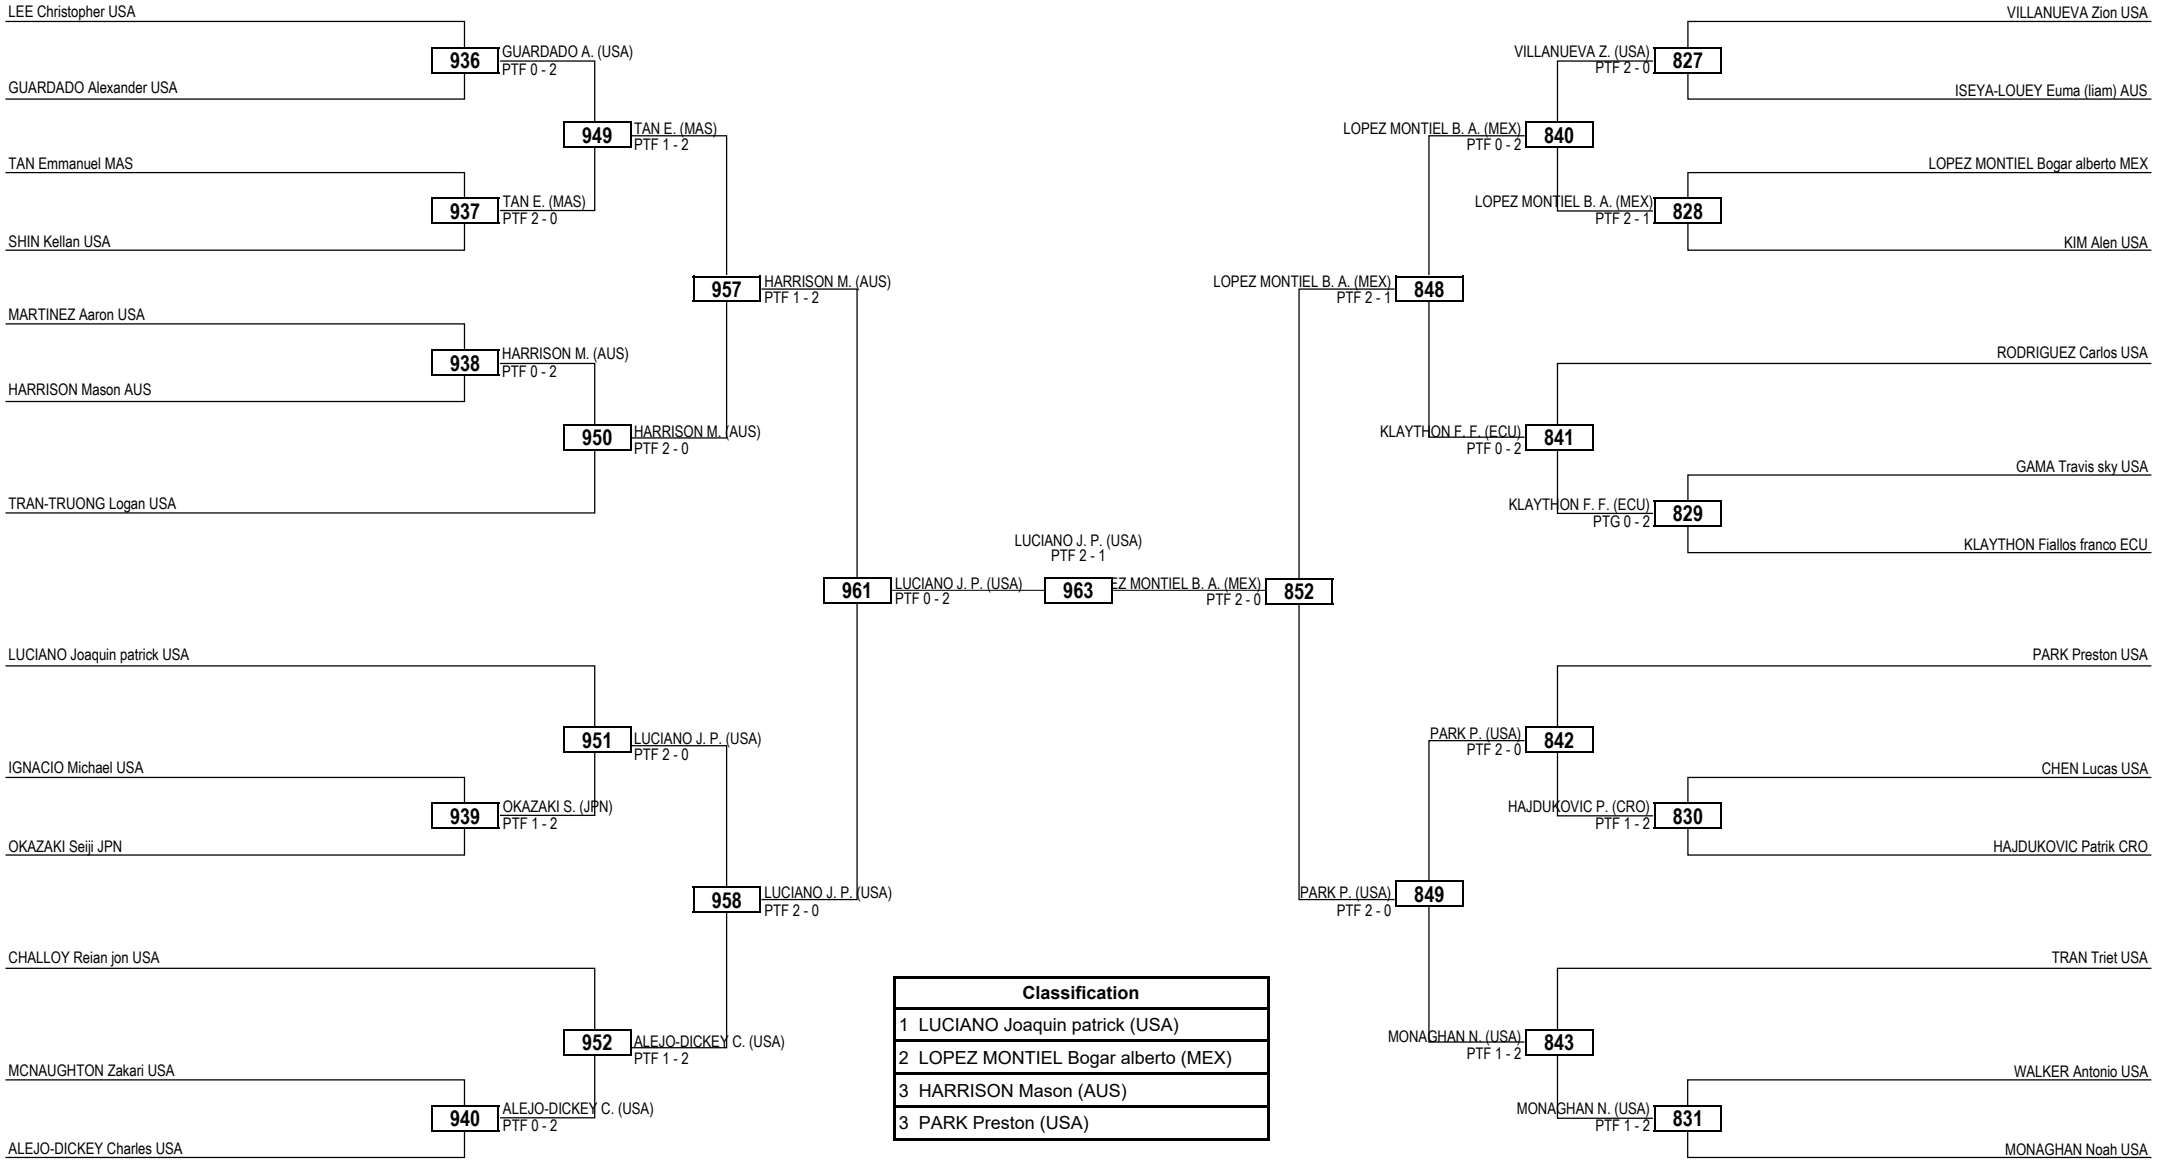 LEE Christopher USA
936
GUARDADO A. (USA)
PTF 0 - 2
GUARDADO Alexander USA
949
TAN E. (MAS)
PTF 1 - 2
TAN Emmanuel MAS
937
TAN E. (MAS)
PTF 2 - 0
SHIN Kellan USA
957
HARRISON M. (AUS)
PTF 1 - 2
MARTINEZ Aaron USA
938
HARRISON M. (AUS)
PTF 0 - 2
HARRISON Mason AUS
950
HARRISON M. (AUS)
PTF 2 - 0
TRAN-TRUONG Logan USA
961
LUCIANO J. P. (USA)
PTF 0 - 2
LUCIANO Joaquin patrick USA
951
LUCIANO J. P. (USA)
PTF 2 - 0
IGNACIO Michael USA
939
OKAZAKI S. (JPN)
PTF 1 - 2
OKAZAKI Seiji JPN
958
LUCIANO J. P. (USA)
PTF 2 - 0
CHALLOY Reian jon USA
952
ALEJO-DICKEY C. (USA)
PTF 1 - 2
MCNAUGHTON Zakari USA
940
ALEJO-DICKEY C. (USA)
PTF 0 - 2
ALEJO-DICKEY Charles USA
LUCIANO J. P. (USA)
PTF 2 - 1
963
EZ MONTIEL B. A. (MEX)
PTF 2 - 0
852
VILLANUEVA Zion USA
VILLANUEVA Z. (USA)
PTF 2 - 0
827
ISEYA-LOUEY Euma (liam) AUS
LOPEZ MONTIEL B. A. (MEX)
PTF 0 - 2
840
LOPEZ MONTIEL Bogar alberto MEX
LOPEZ MONTIEL B. A. (MEX)
PTF 2 - 1
828
KIM Alen USA
LOPEZ MONTIEL B. A. (MEX)
PTF 2 - 1
848
RODRIGUEZ Carlos USA
KLAYTHON F. F. (ECU)
PTF 0 - 2
841
GAMA Travis sky USA
KLAYTHON F. F. (ECU)
PTG 0 - 2
829
KLAYTHON Fiallos franco ECU
PARK Preston USA
PARK P. (USA)
PTF 2 - 0
842
CHEN Lucas USA
HAJDUKOVIC P. (CRO)
PTF 1 - 2
830
HAJDUKOVIC Patrik CRO
PARK P. (USA)
PTF 2 - 0
849
TRAN Triet USA
MONAGHAN N. (USA)
PTF 1 - 2
843
WALKER Antonio USA
MONAGHAN N. (USA)
PTF 1 - 2
831
MONAGHAN Noah USA
Classification
1 LUCIANO Joaquin patrick (USA)
2 LOPEZ MONTIEL Bogar alberto (MEX)
3 HARRISON Mason (AUS)
3 PARK Preston (USA)